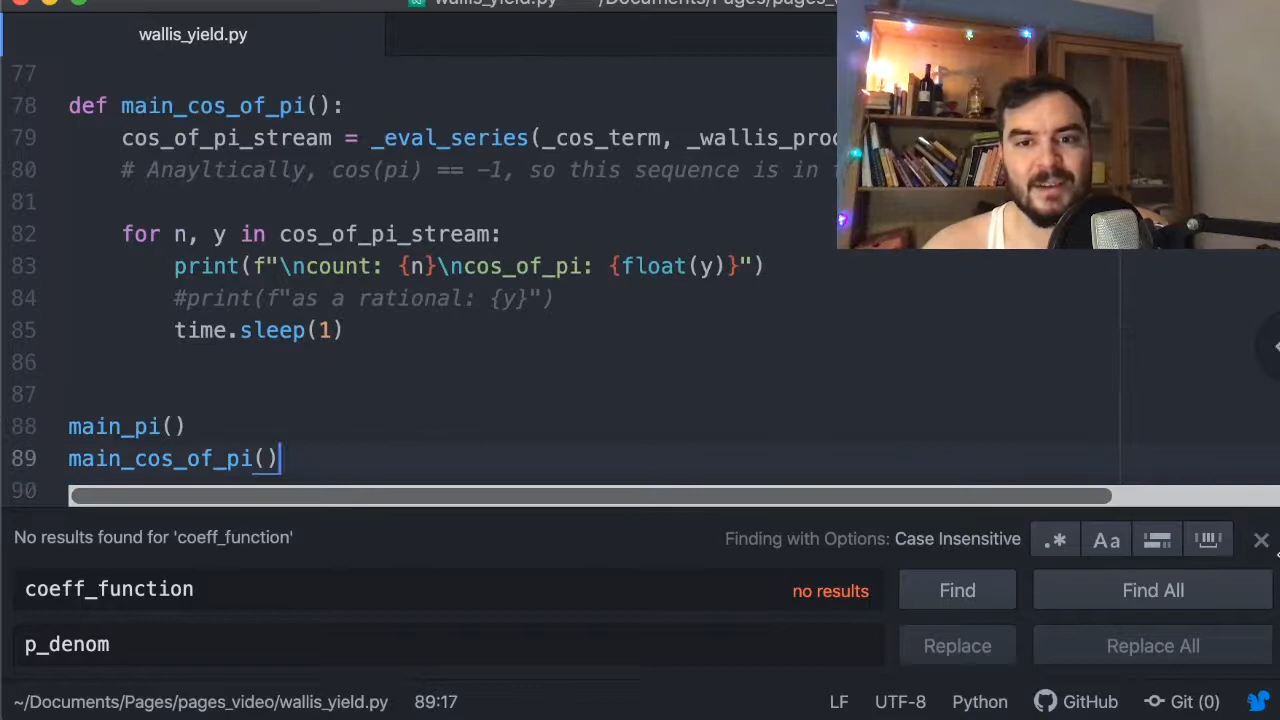 wallis_yield.py
wallis_yield.py
77
78 def main_cos_of_pi():
79 cos_of_pi_stream = _eval_series(_cos_term, _wallis_prod
80 # Anayltically, cos(pi) == -1, so this sequence is in
81
82 for n, y in cos_of_pi_stream:
83 print(f"\ncount: {n}\ncos_of_pi: {float(y)}")
84 #print(f"as a rational: {y}")
85 time.sleep(1)
86
87
88 main_pi()
89 main_cos_of_pi()
90
No results found for 'coeff_function' Finding with Options: Case Insensitive .* Aa
coeff_function no results Find Find All
p_denom Replace Replace All
~/Documents/Pages/pages_video/wallis_yield.py 89:17 LF UTF-8 Python GitHub Git (0)